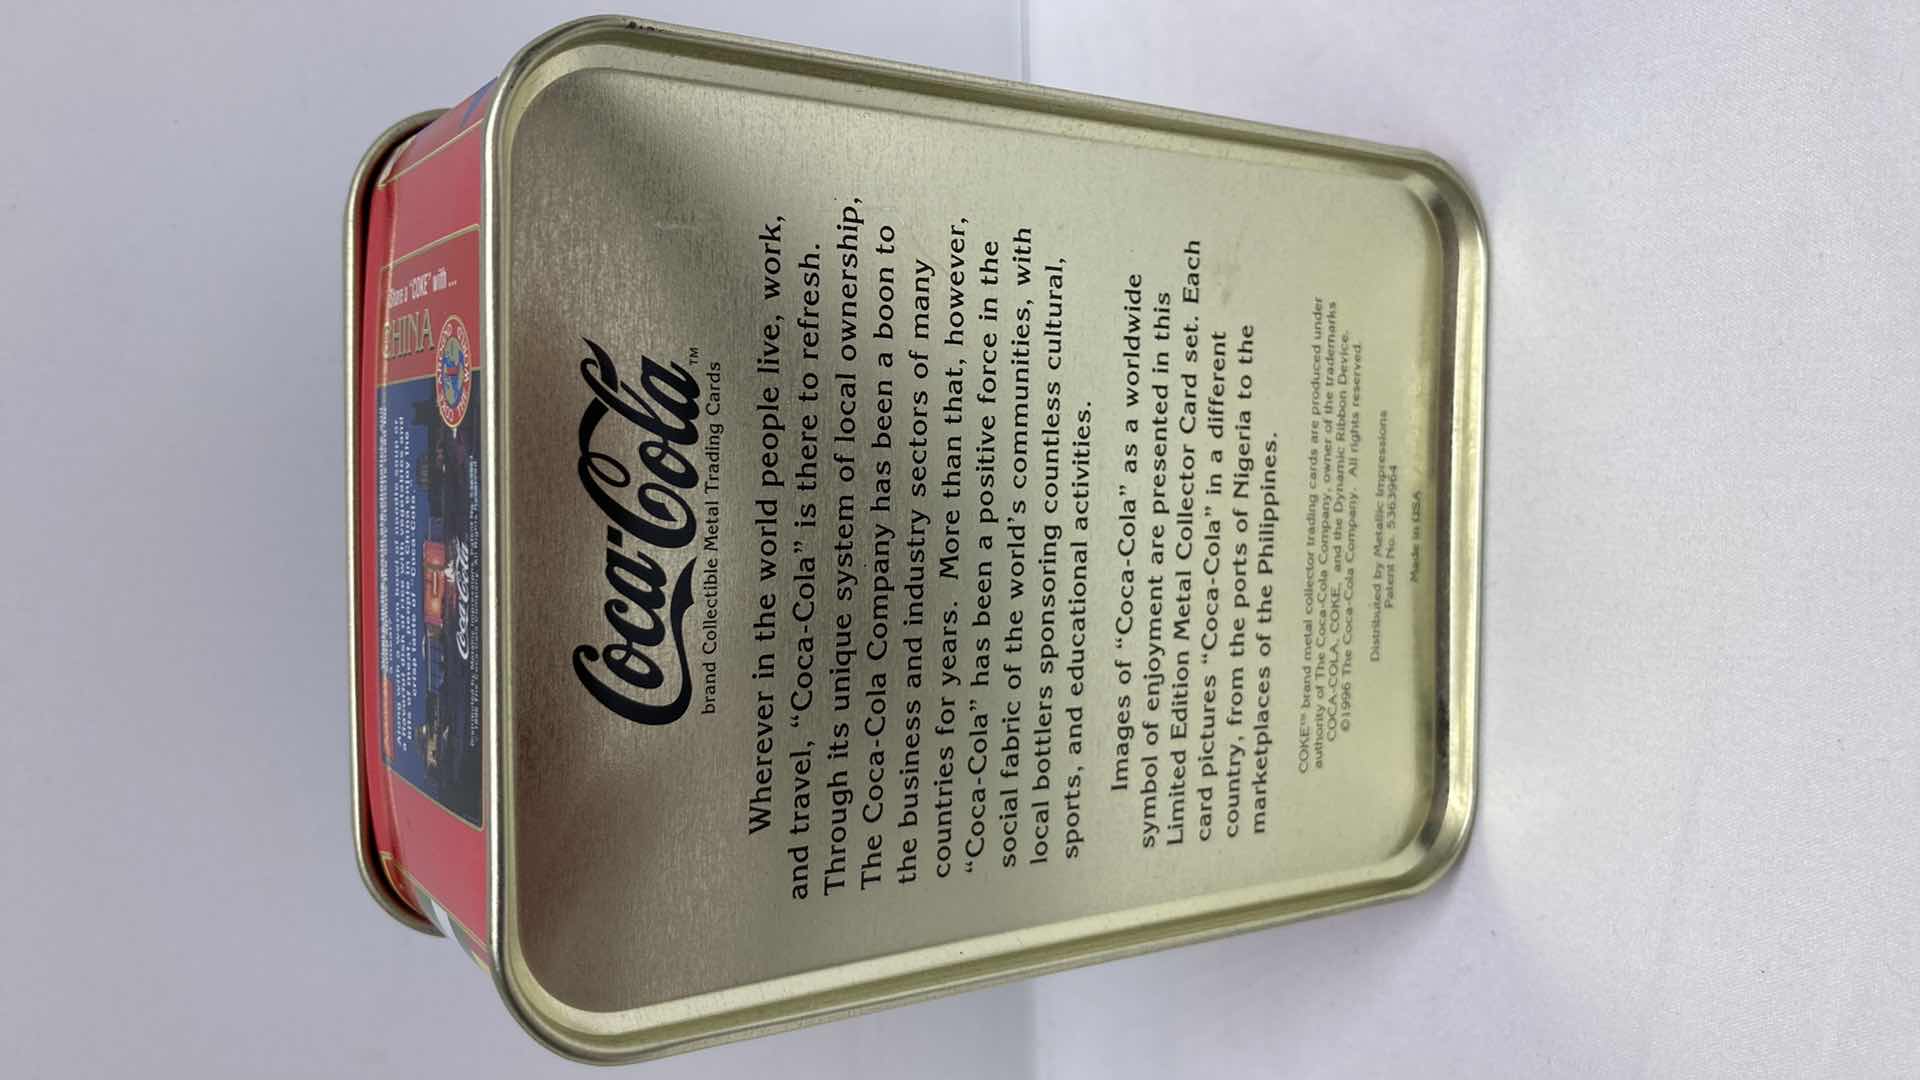 Share a "COKE" with ...
CHINA
Coca-Cola
Coca-Cola™
brand Collectible Metal Trading Cards
Wherever in the world people live, work,
and travel, “Coca-Cola” is there to refresh.
Through its unique system of local ownership,
The Coca-Cola Company has been a boon to
the business and industry sectors of many
countries for years. More than that, however,
“Coca-Cola” has been a positive force in the
social fabric of the world's communities, with
local bottlers sponsoring countless cultural,
sports, and educational activities.
Images of “Coca-Cola” as a worldwide
symbol of enjoyment are presented in this
Limited Edition Metal Collector Card set. Each
card pictures “Coca-Cola” in a different
country, from the ports of Nigeria to the
marketplaces of the Philippines.
COKE™ brand metal collector trading cards are produced under
authority of The Coca-Cola Company, owner of the trademarks
COCA-COLA, COKE, and the Dynamic Ribbon Device.
©1996 The Coca-Cola Company. All rights reserved.
Distributed by Metallic Impressions
Patent No. 5363964
Made in USA